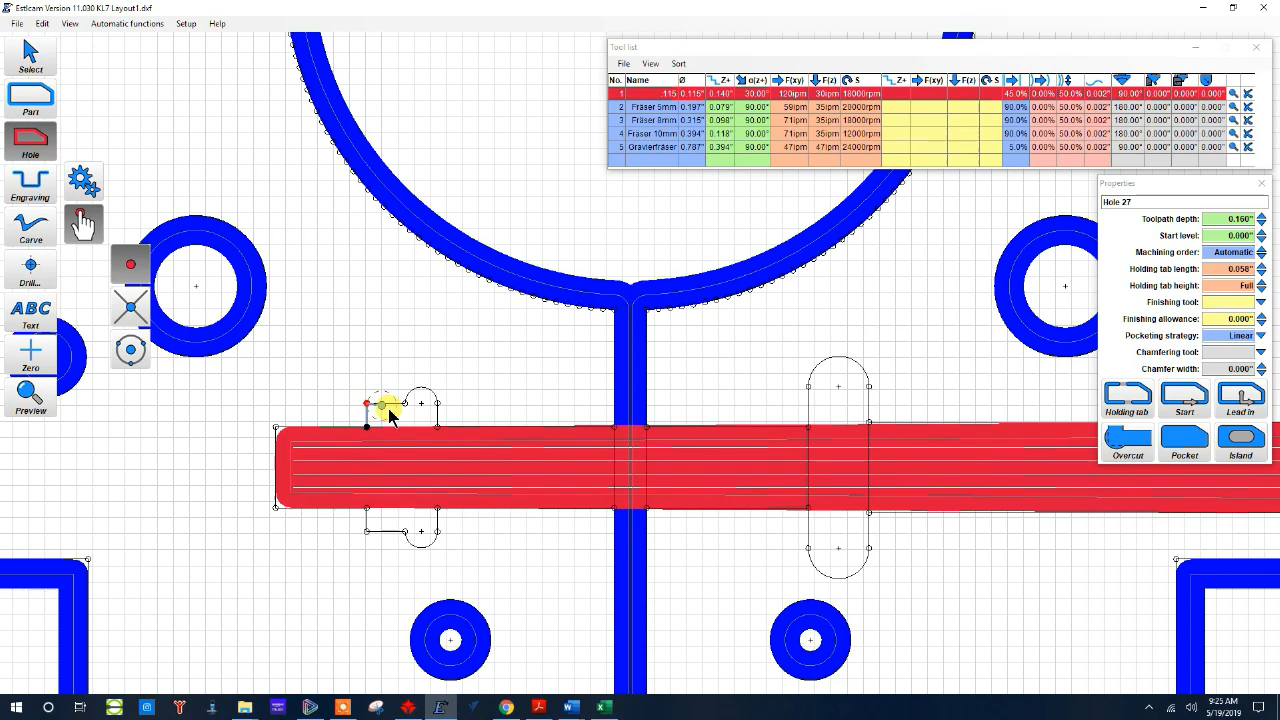 Estlcam Version 11.030 KL7 Layout1.dxf
File Edit View Automatic functions Setup Help
Select
Part
Hole
Engraving
Carve
Drill...
ABC
Text
Zero
Preview
Tool list
File View Sort
No. Name Ø Z+ α(z+) F(xy) F(z) S Z+ F(xy) F(z) S
1 .115 0.115" 0.140" 30.00° 120ipm 30ipm 18000rpm 45.0% 0.00% 50.0% 0.002" 90.00° 0.000" 0.000" 0.000"
2 Fräser 5mm 0.197" 0.079" 90.00° 59ipm 35ipm 20000rpm 90.0% 0.00% 50.0% 0.002" 180.00° 0.000" 0.000" 0.000"
3 Fräser 8mm 0.315" 0.098" 90.00° 71ipm 35ipm 18000rpm 90.0% 0.00% 50.0% 0.002" 180.00° 0.000" 0.000" 0.000"
4 Fräser 10mm 0.394" 0.118" 90.00° 71ipm 35ipm 12000rpm 90.0% 0.00% 50.0% 0.002" 180.00° 0.000" 0.000" 0.000"
5 Gravierfräser 0.787" 0.394" 90.00° 47ipm 47ipm 24000rpm 5.0% 0.00% 50.0% 0.002" 90.00° 0.000" 0.000" 0.000"
Properties
Hole 27
Toolpath depth: 0.160"
Start level: 0.000"
Machining order: Automatic
Holding tab length: 0.058"
Holding tab height: Full
Finishing tool:
Finishing allowance: 0.000"
Pocketing strategy: Linear
Chamfering tool:
Chamfer width: 0.000"
Holding tab Start Lead in
Overcut Pocket Island
9:25 AM
5/19/2019